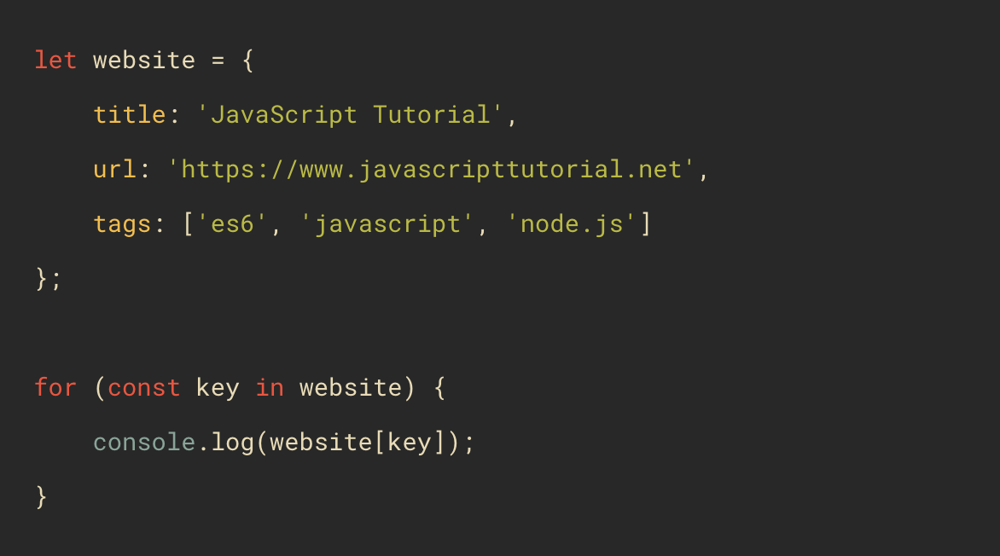 let website = {
    title: 'JavaScript Tutorial',
    url: 'https://www.javascripttutorial.net',
    tags: ['es6', 'javascript', 'node.js']
};

for (const key in website) {
    console.log(website[key]);
}